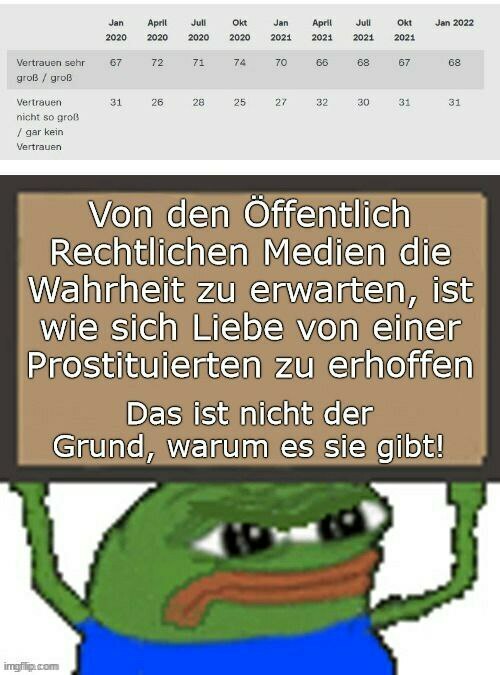 Jan April Juli Okt Jan April Juli Okt Jan 2022
2020 2020 2020 2020 2021 2021 2021 2021
Vertrauen sehr 67 72 71 74 70 66 68 67 68
groß / groß
Vertrauen 31 26 28 25 27 32 30 31 31
nicht so groß
/ gar kein
Vertrauen
Von den Öffentlich
Rechtlichen Medien die
Wahrheit zu erwarten, ist
wie sich Liebe von einer
Prostituierten zu erhoffen
Das ist nicht der
Grund, warum es sie gibt!
imgflip.com